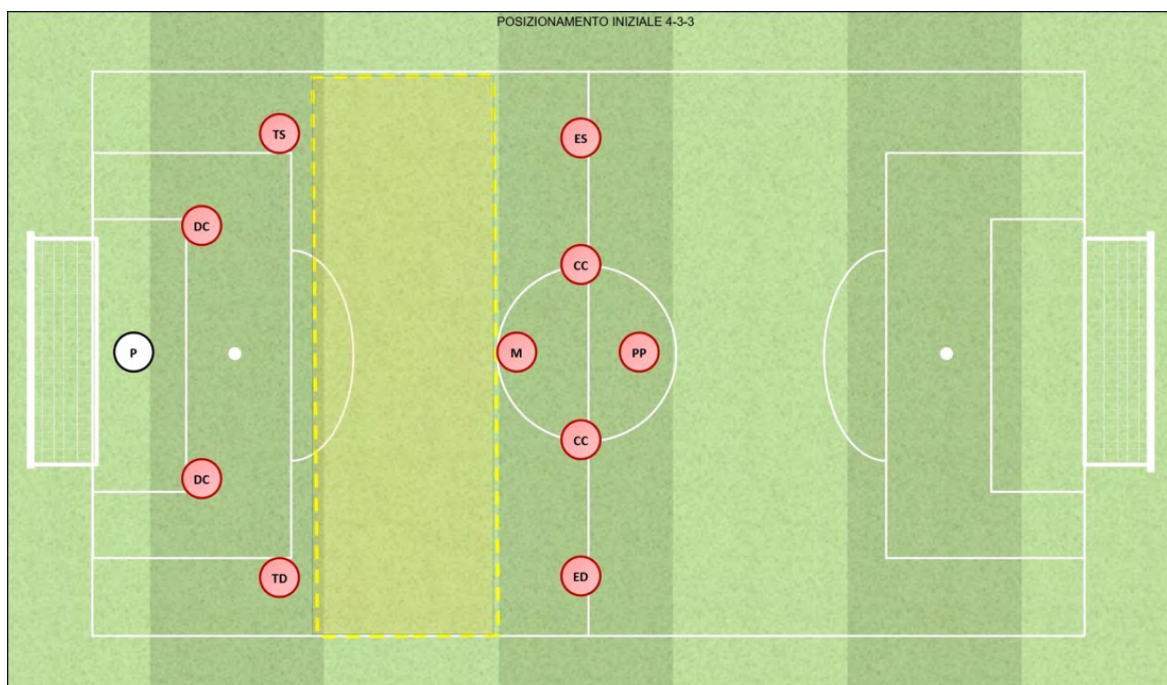 POSIZIONAMENTO INIZIALE 4-3-3
TS
ES
DC
CC
P
M
PP
CC
DC
TD
ED